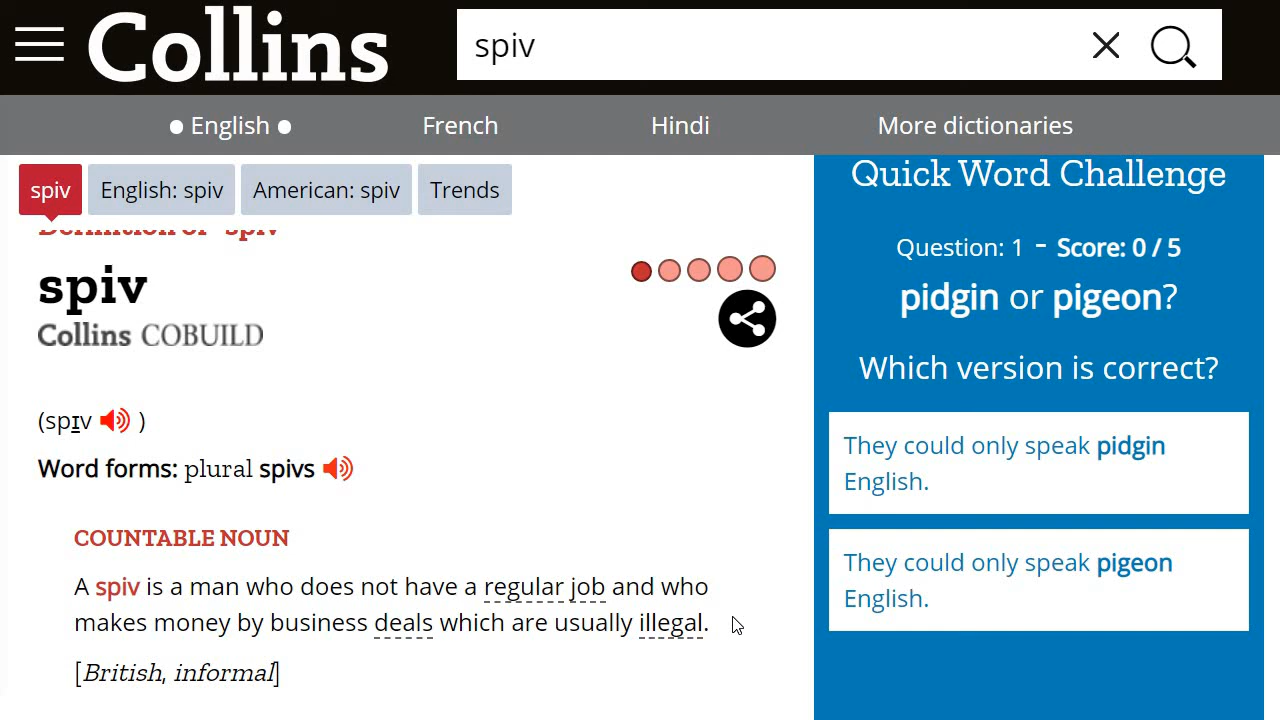 Collins
spiv
English
French
Hindi
More dictionaries
spiv
English: spiv
American: spiv
Trends
Definition of 'spiv'
spiv
Collins COBUILD
(spɪv )
Word forms: plural spivs
COUNTABLE NOUN
A spiv is a man who does not have a regular job and who
makes money by business deals which are usually illegal.
[British, informal]
Quick Word Challenge
Question: 1 - Score: 0 / 5
pidgin or pigeon?
Which version is correct?
They could only speak pidgin
English.
They could only speak pigeon
English.